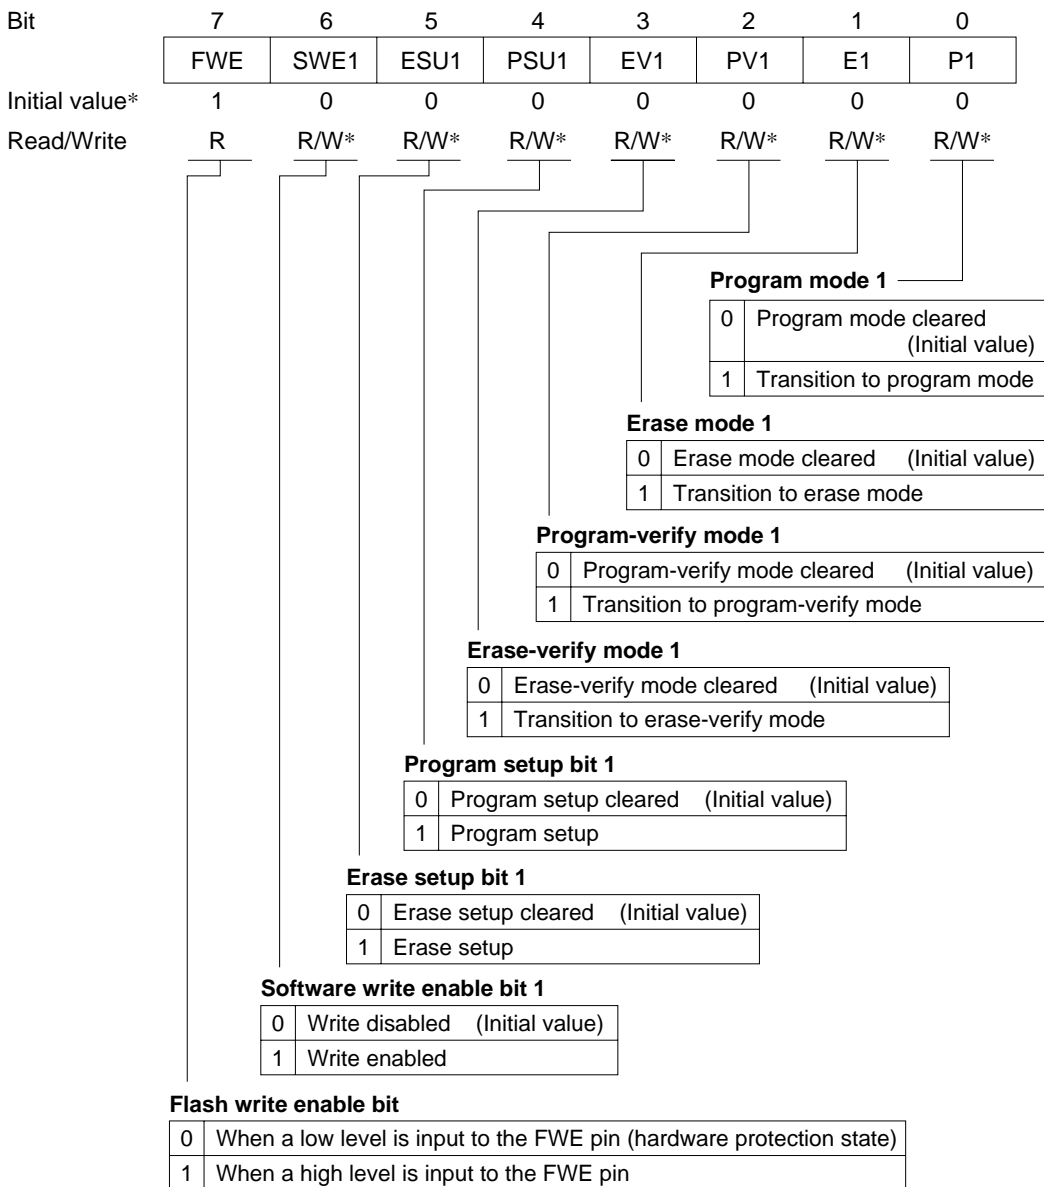 Bit 7 6 5 4 3 2 1 0
FWE SWE1 ESU1 PSU1 EV1 PV1 E1 P1
Initial value* 1 0 0 0 0 0 0 0
Read/Write R R/W* R/W* R/W* R/W* R/W* R/W* R/W*
Program mode 1
0 Program mode cleared
(Initial value)
1 Transition to program mode
Erase mode 1
0 Erase mode cleared (Initial value)
1 Transition to erase mode
Program-verify mode 1
0 Program-verify mode cleared (Initial value)
1 Transition to program-verify mode
Erase-verify mode 1
0 Erase-verify mode cleared (Initial value)
1 Transition to erase-verify mode
Program setup bit 1
0 Program setup cleared (Initial value)
1 Program setup
Erase setup bit 1
0 Erase setup cleared (Initial value)
1 Erase setup
Software write enable bit 1
0 Write disabled (Initial value)
1 Write enabled
Flash write enable bit
0 When a low level is input to the FWE pin (hardware protection state)
1 When a high level is input to the FWE pin